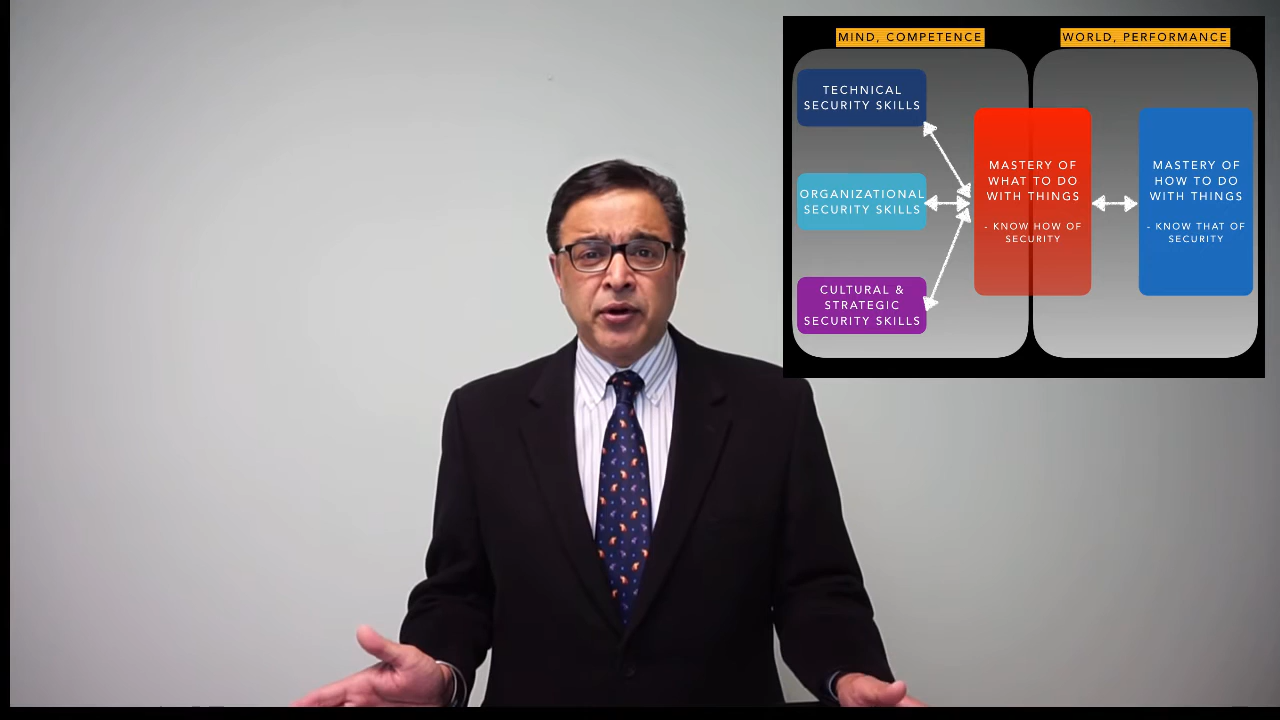 MIND, COMPETENCE
WORLD, PERFORMANCE
TECHNICAL
SECURITY SKILLS
ORGANIZATIONAL
SECURITY SKILLS
CULTURAL &
STRATEGIC
SECURITY SKILLS
MASTERY OF
WHAT TO DO
WITH THINGS
- KNOW HOW OF
SECURITY
MASTERY OF
HOW TO DO
WITH THINGS
- KNOW THAT OF
SECURITY